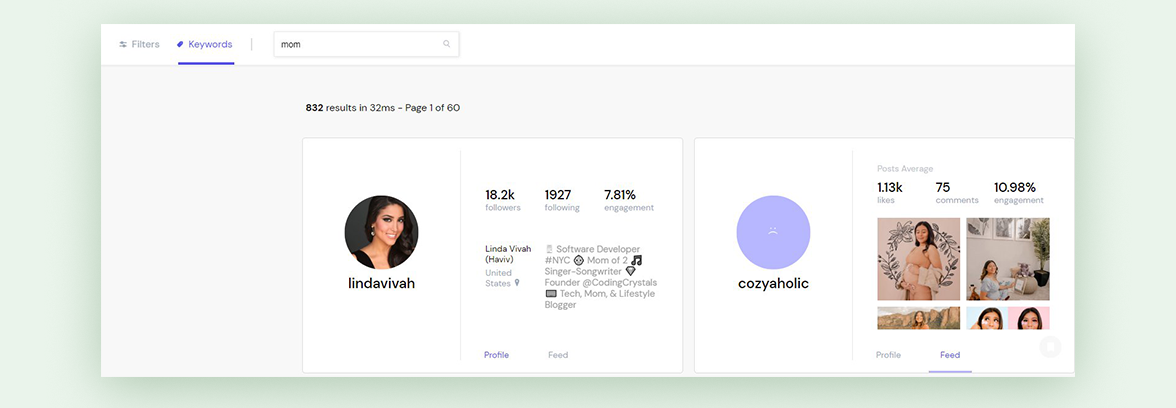 Filters
Keywords
mom
832 results in 32ms - Page 1 of 60
18.2k
followers
1927
following
7.81%
engagement
Linda Vivah
(Haviv)
United
States
Software Developer
#NYC Mom of 2
Singer-Songwriter
Founder @CodingCrystals
Tech, Mom, & Lifestyle
Blogger
lindavivah
Profile
Feed
Posts Average
1.13k
likes
75
comments
10.98%
engagement
cozyaholic
Profile
Feed